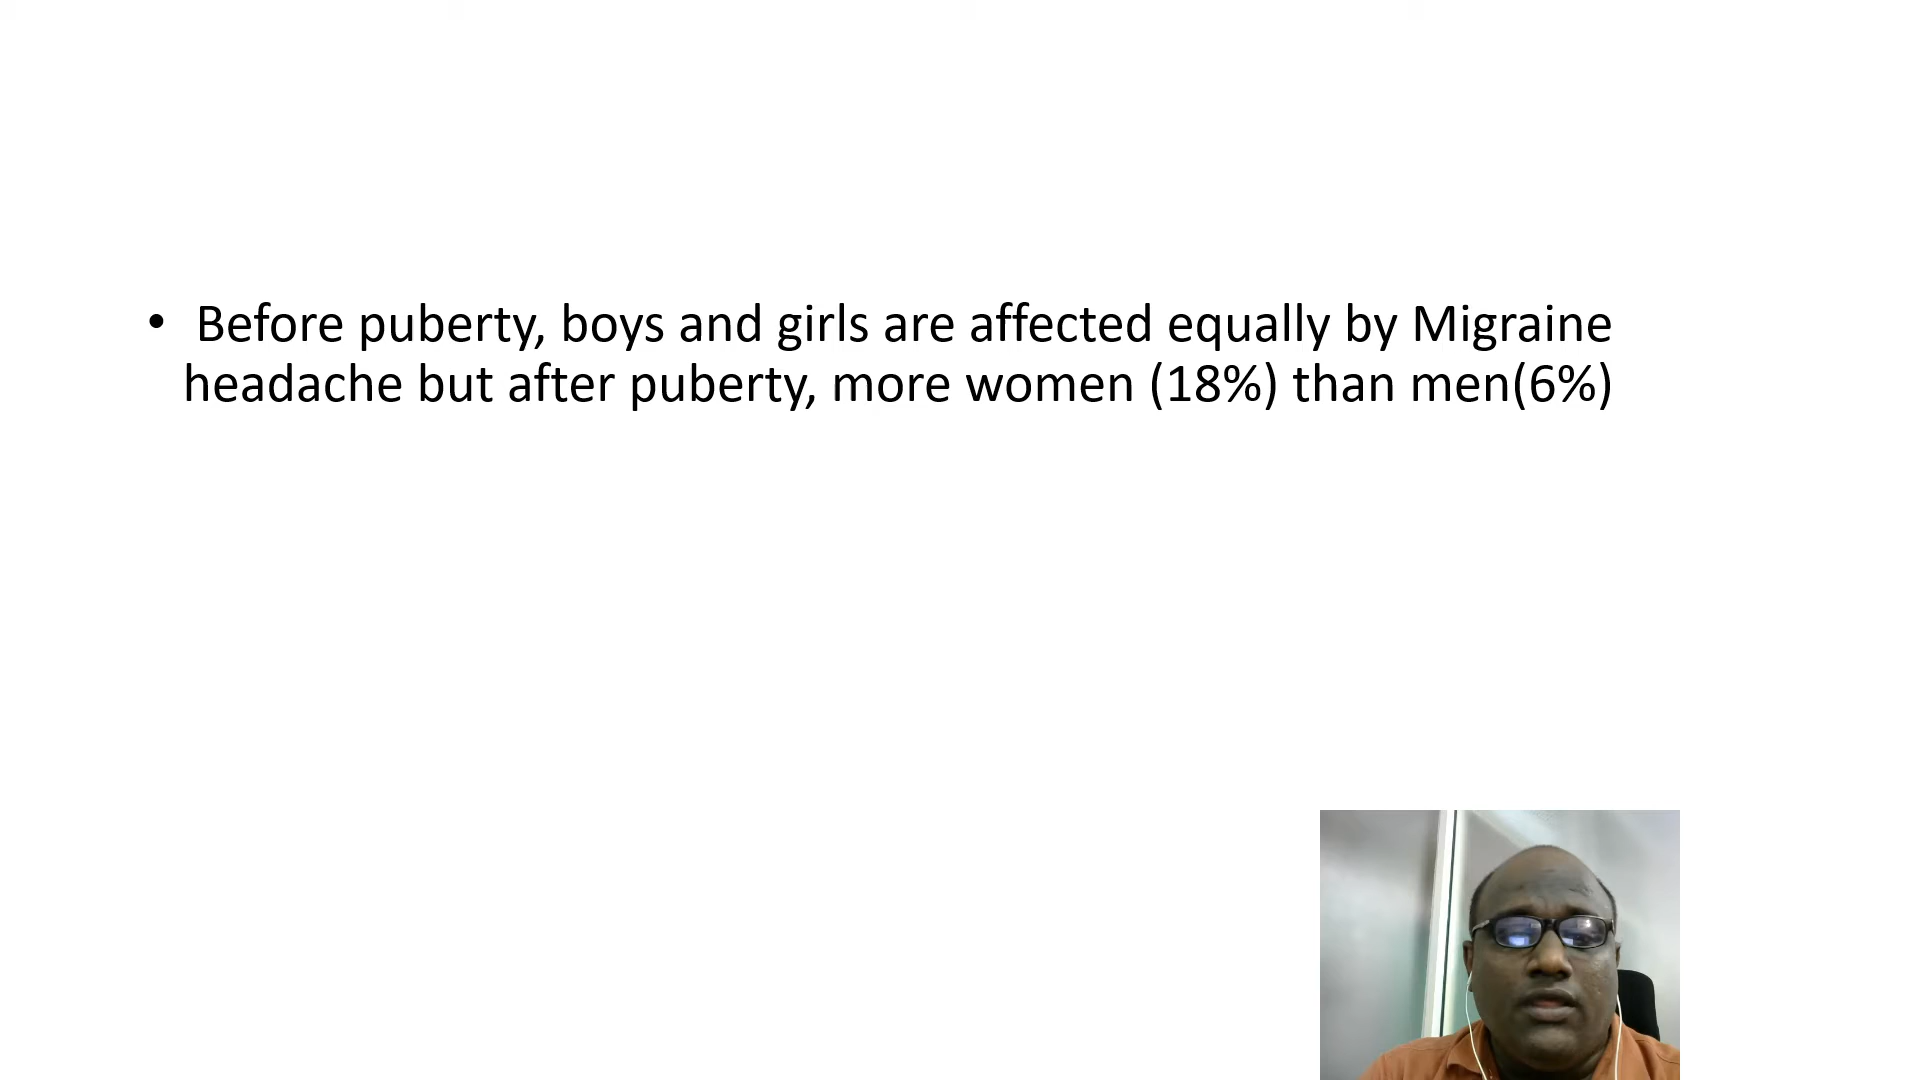 • Before puberty, boys and girls are affected equally by Migraine
headache but after puberty, more women (18%) than men(6%)